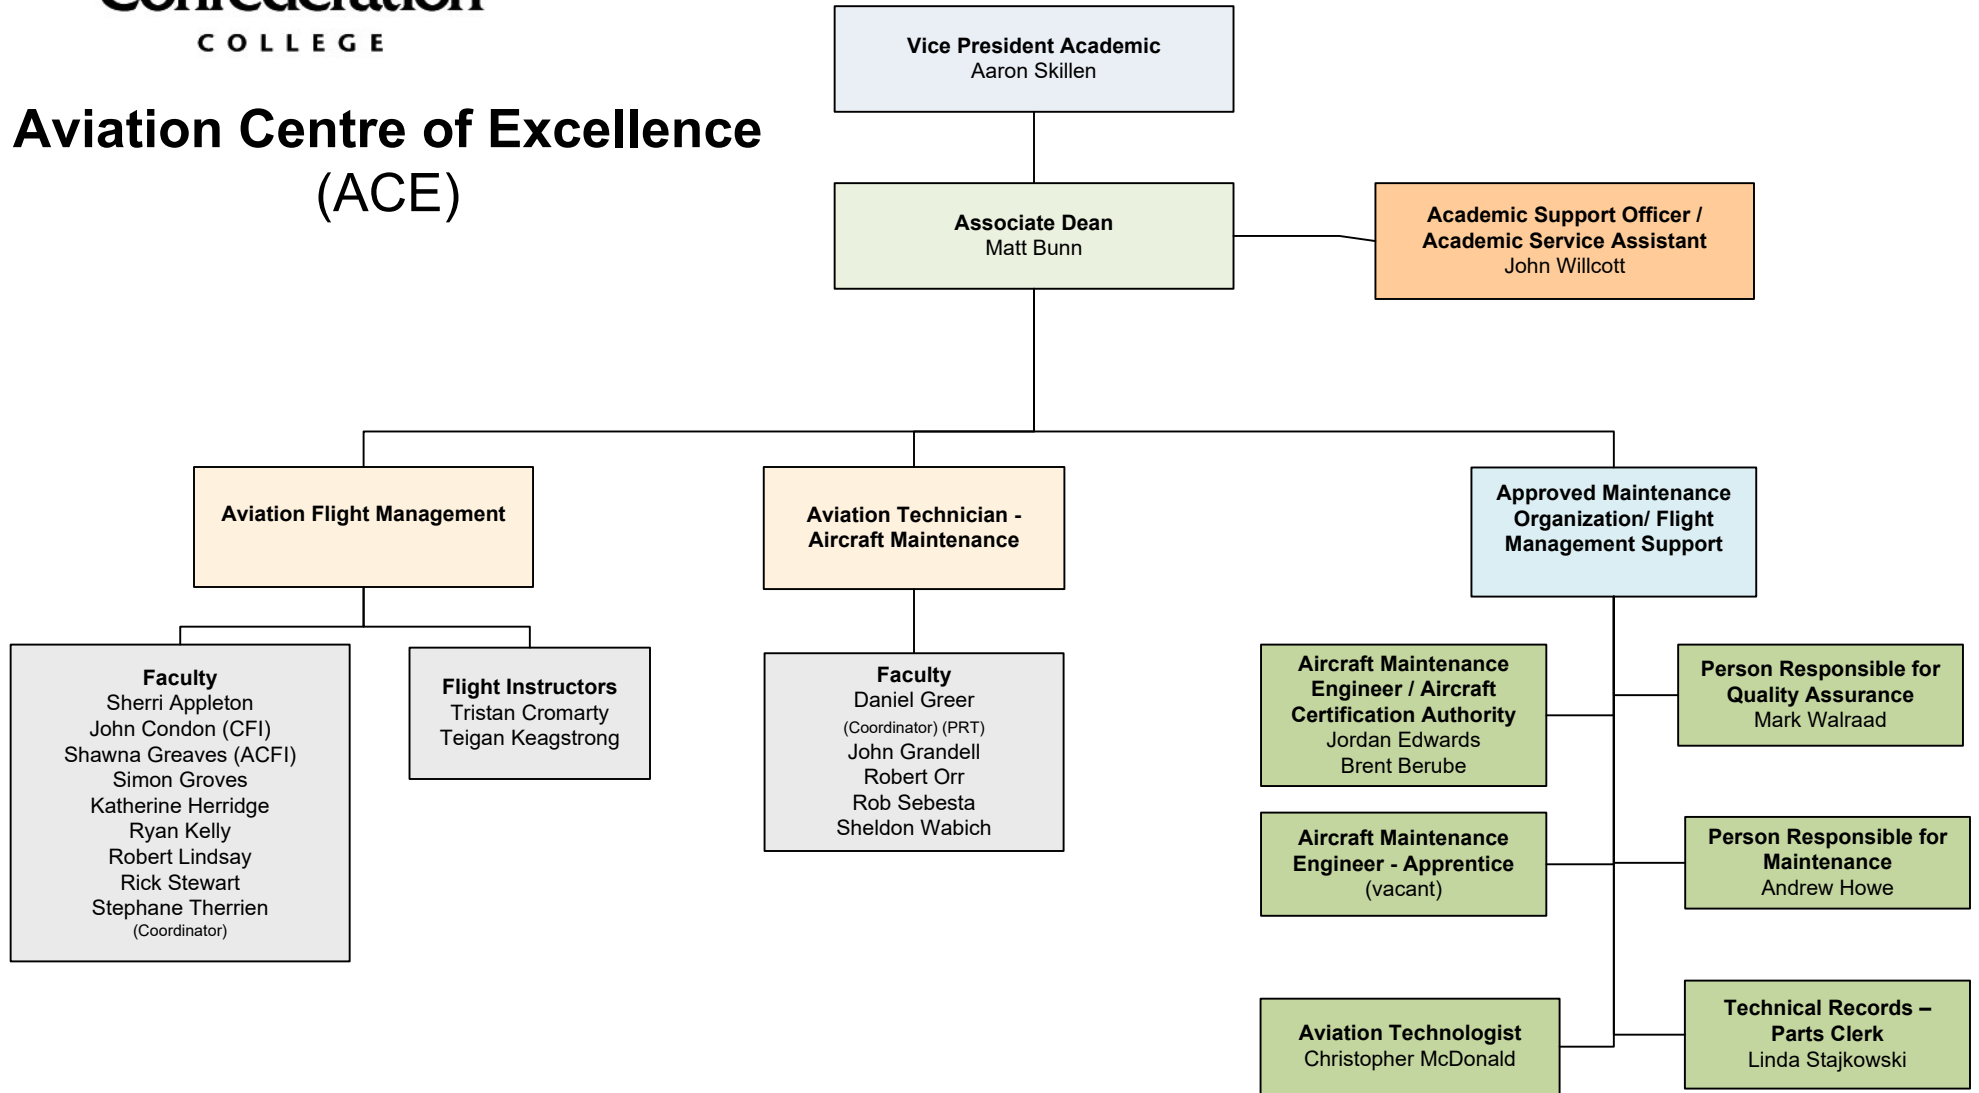 Confederation
COLLEGE
Aviation Centre of Excellence
(ACE)
Vice President Academic
Aaron Skillen
Associate Dean
Matt Bunn
Academic Support Officer /
Academic Service Assistant
John Willcott
Aviation Flight Management
Aviation Technician -
Aircraft Maintenance
Approved Maintenance
Organization/ Flight
Management Support
Faculty
Sherri Appleton
John Condon (CFI)
Shawna Greaves (ACFI)
Simon Groves
Katherine Herridge
Ryan Kelly
Robert Lindsay
Rick Stewart
Stephane Therrien
(Coordinator)
Flight Instructors
Tristan Cromarty
Teigan Keagstrong
Faculty
Daniel Greer
(Coordinator) (PRT)
John Grandell
Robert Orr
Rob Sebesta
Sheldon Wabich
Aircraft Maintenance
Engineer / Aircraft
Certification Authority
Jordan Edwards
Brent Berube
Person Responsible for
Quality Assurance
Mark Walraad
Aircraft Maintenance
Engineer - Apprentice
(vacant)
Person Responsible for
Maintenance
Andrew Howe
Aviation Technologist
Christopher McDonald
Technical Records –
Parts Clerk
Linda Stajkowski